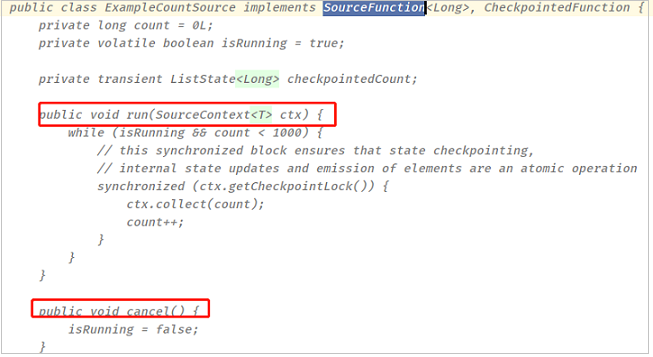 public class ExampleCountSource implements SourceFunction<Long>, CheckpointedFunction {
    private long count = 0L;
    private volatile boolean isRunning = true;
    private transient ListState<Long> checkpointedCount;
    public void run(SourceContext<T> ctx) {
        while (isRunning && count < 1000) {
            // this synchronized block ensures that state checkpointing,
            // internal state updates and emission of elements are an atomic operation
            synchronized (ctx.getCheckpointLock()) {
                ctx.collect(count);
                count++;
            }
        }
    }
    public void cancel() {
        isRunning = false;
    }